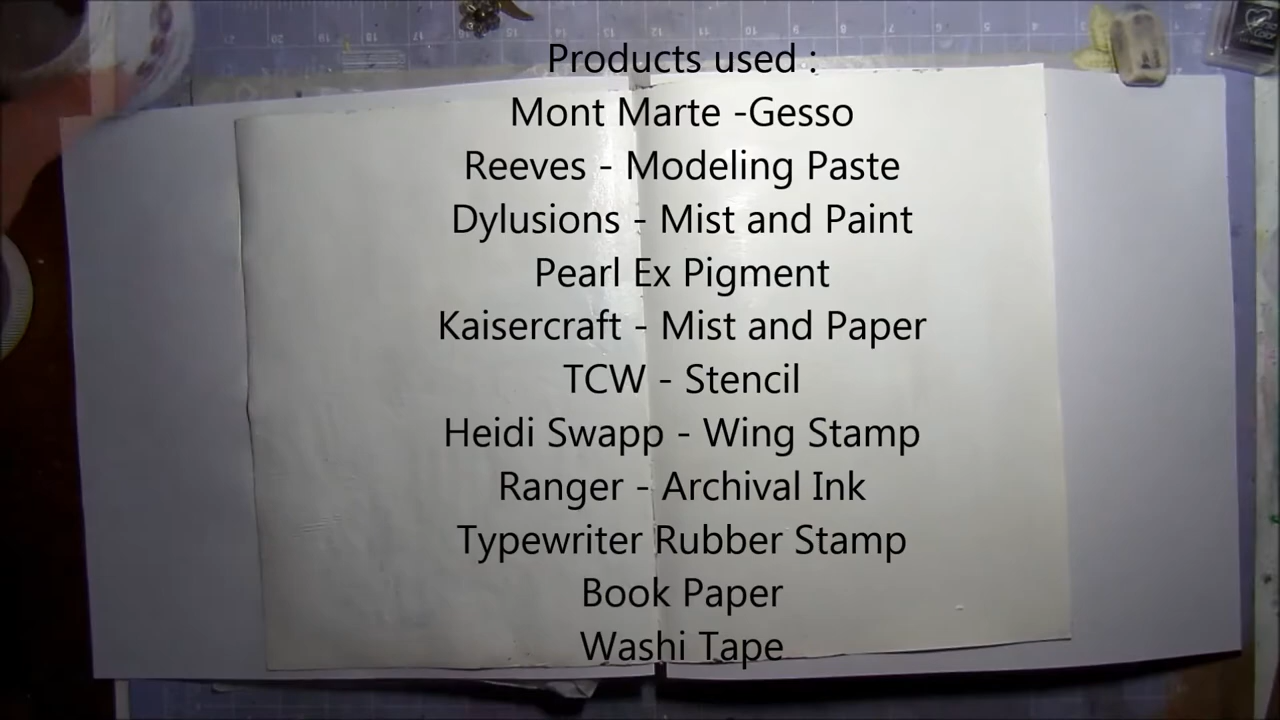 Products used :
Mont Marte -Gesso
Reeves - Modeling Paste
Dylusions - Mist and Paint
Pearl Ex Pigment
Kaisercraft - Mist and Paper
TCW - Stencil
Heidi Swapp - Wing Stamp
Ranger - Archival Ink
Typewriter Rubber Stamp
Book Paper
Washi Tape